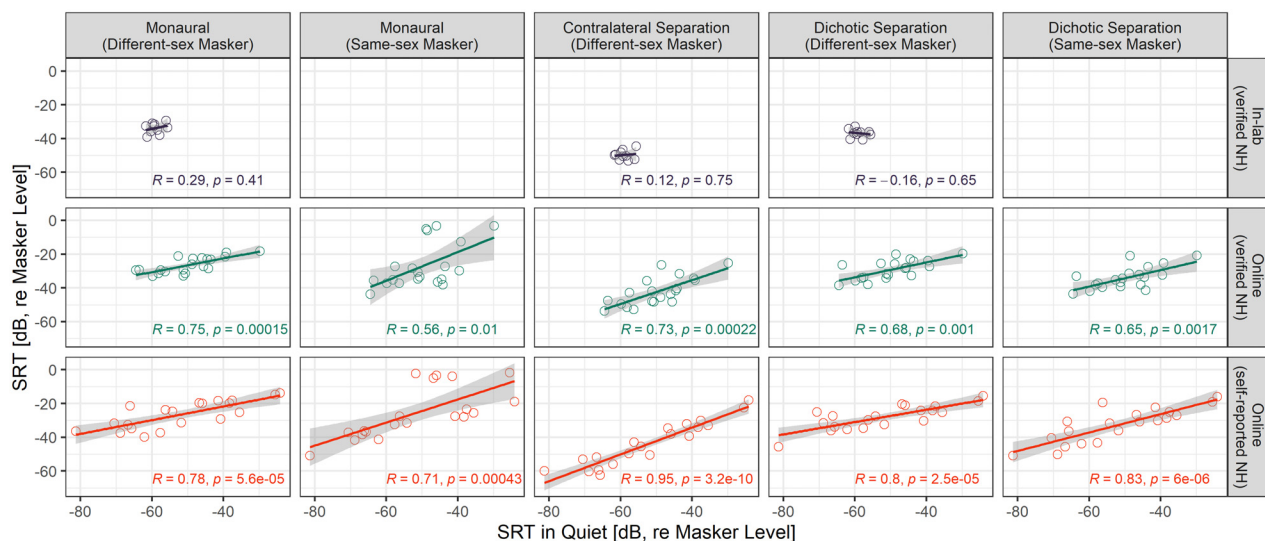 Monaural
(Different-sex Masker)
Monaural
(Same-sex Masker)
Contralateral Separation
(Different-sex Masker)
Dichotic Separation
(Different-sex Masker)
Dichotic Separation
(Same-sex Masker)
SRT [dB, re Masker Level]
0
-20
-40
-60
R = 0.29, p = 0.41
R = 0.12, p = 0.75
R = −0.16, p = 0.65
In-lab
(verified NH)
0
-20
-40
-60
R = 0.75, p = 0.00015
R = 0.56, p = 0.01
R = 0.73, p = 0.00022
R = 0.68, p = 0.001
R = 0.65, p = 0.0017
Online
(verified NH)
0
-20
-40
-60
R = 0.78, p = 5.6e-05
R = 0.71, p = 0.00043
R = 0.95, p = 3.2e-10
R = 0.8, p = 2.5e-05
R = 0.83, p = 6e-06
Online
(self-reported NH)
-80 -60 -40
-80 -60 -40
-80 -60 -40
-80 -60 -40
-80 -60 -40
SRT in Quiet [dB, re Masker Level]